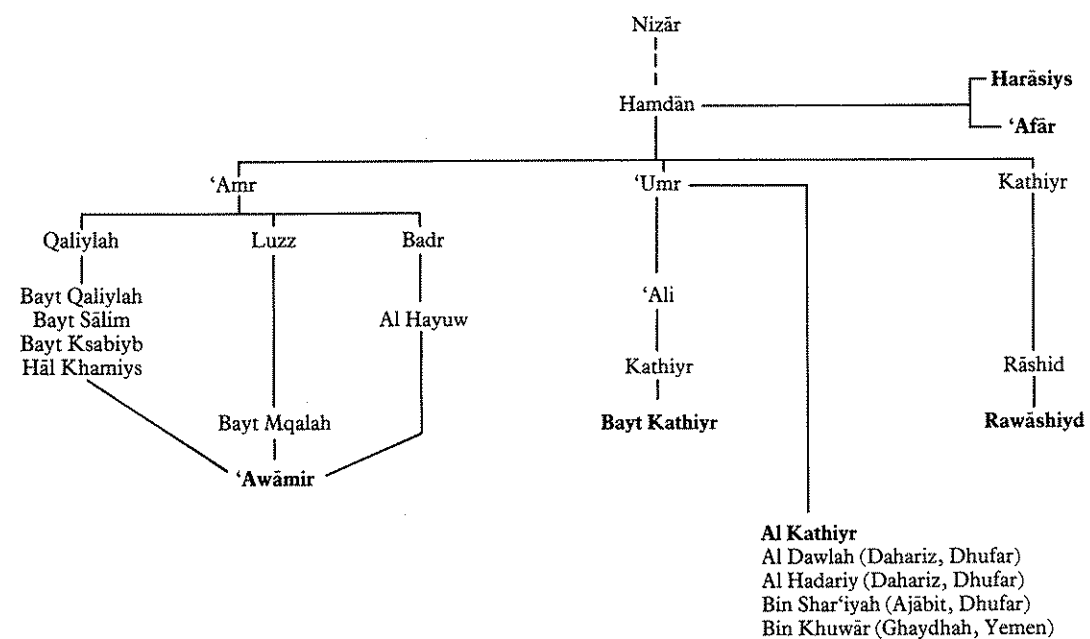 Nizār
Harāsiys
Hamdān
‘Afār
‘Amr
‘Umr
Kathiyr
Qaliylah
Luzz
Badr
Bayt Qaliylah
Bayt Sālim
Bayt Ksabiyb
Hāl Khamiys
‘Ali
Al Hayuw
Kathiyr
Rāshid
Bayt Mqalah
Bayt Kathiyr
Rawāshiyd
‘Awāmir
Al Kathiyr
Al Dawlah (Dahariz, Dhufar)
Al Hadariy (Dahariz, Dhufar)
Bin Shar‘iyah (Ajābit, Dhufar)
Bin Khuwār (Ghaydhah, Yemen)